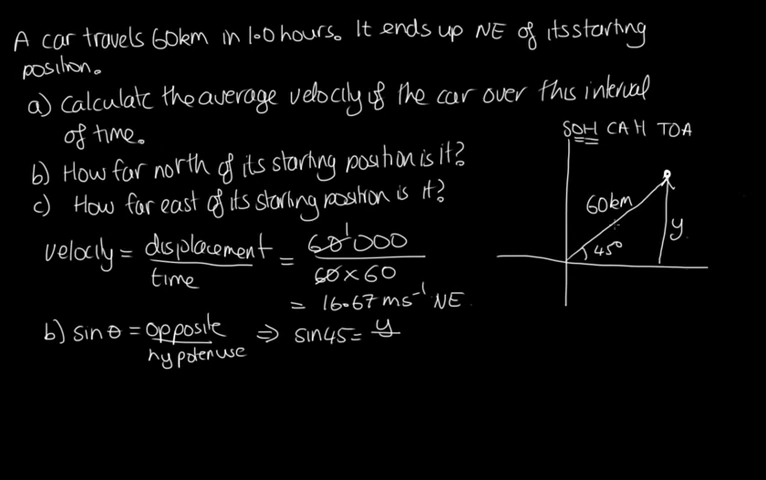 A car travels 60km in 1.0 hours. It ends up NE of its starting
position.
a) Calculate the average velocity of the car over this interval
of time.
b) How far north of its starting position is it?
c) How far east of its starting position is it?
SOH CAH TOA
60km
y
45°
velocity = displacement / time = 60000 / 60 × 60
1
= 16.67 ms⁻¹ NE
b) sin θ = opposite / hypotenuse ⇒ sin45 = y